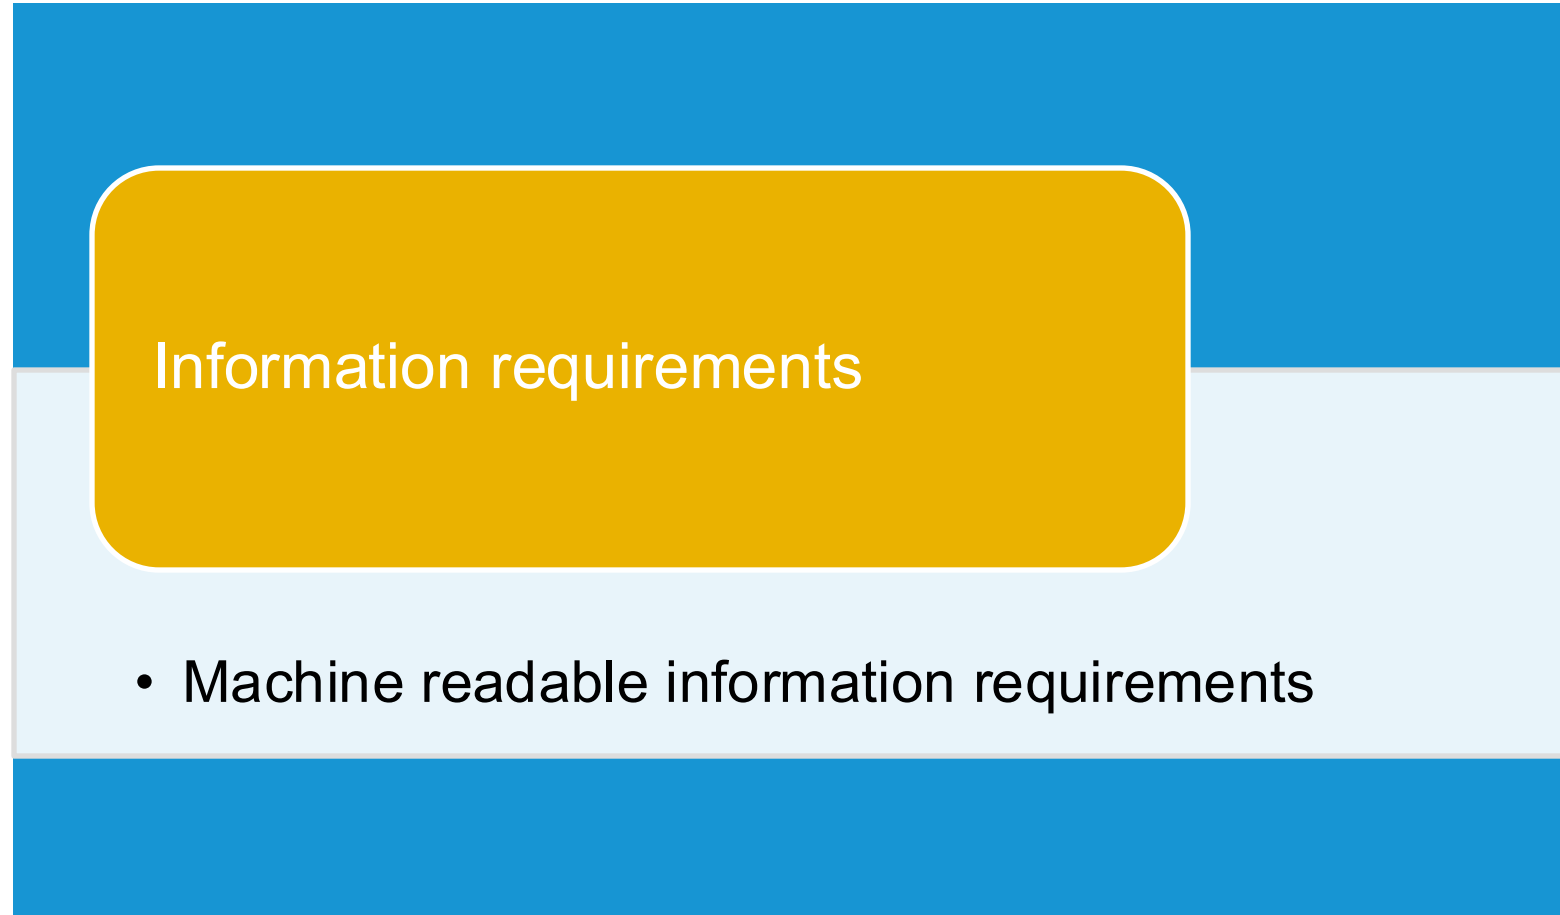 Information requirements
• Machine readable information requirements